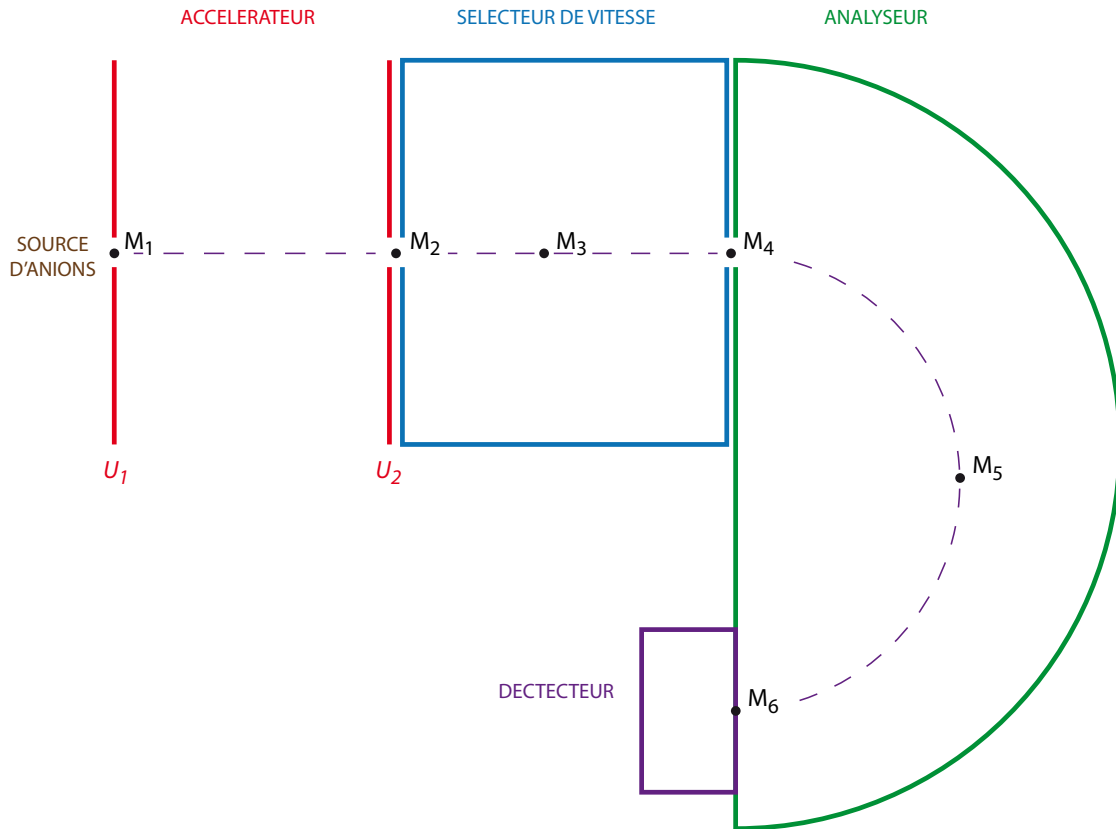 ACCELERATEUR
SELECTEUR DE VITESSE
ANALYSEUR
SOURCE
D'ANIONS
M1
M2
M3
M4
U1
U2
M5
DECTECTEUR
M6